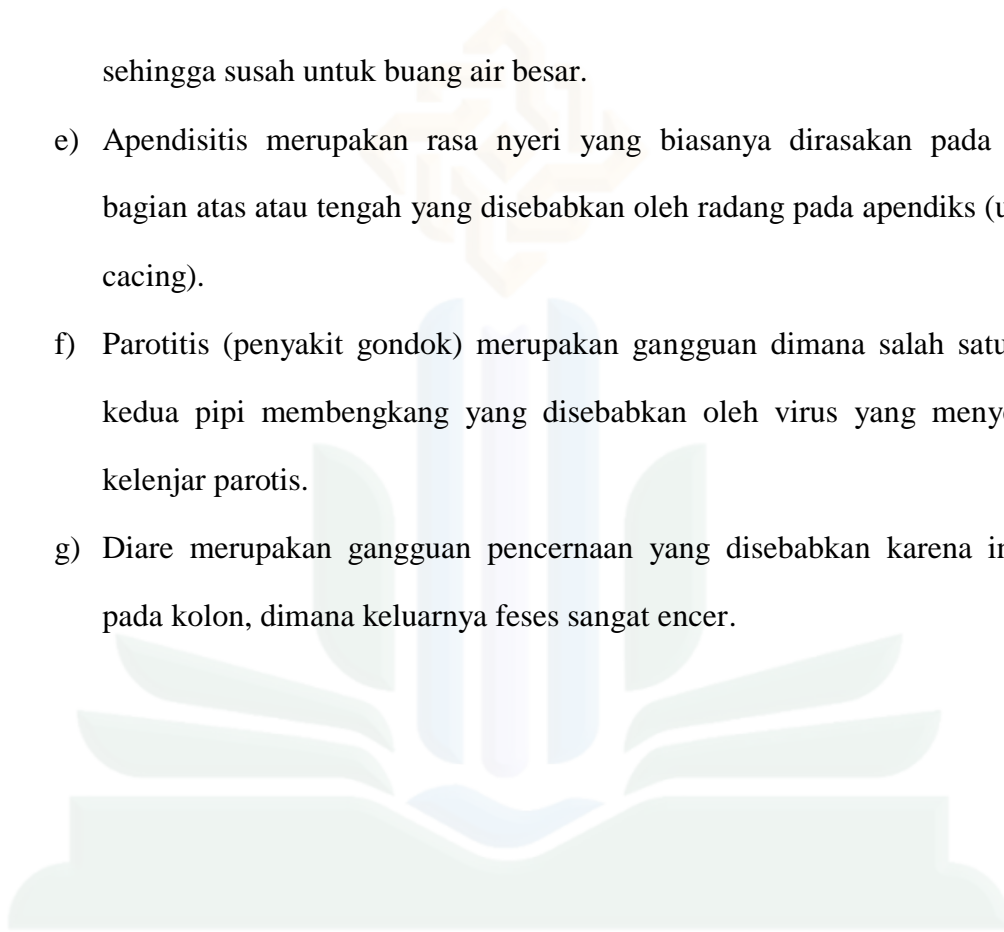 sehingga susah untuk buang air besar.
e) Apendisitis merupakan rasa nyeri yang biasanya dirasakan pada
bagian atas atau tengah yang disebabkan oleh radang pada apendiks
cacing).
f) Parotitis (penyakit gondok) merupakan gangguan dimana salah satu
kedua pipi membengkang yang disebabkan oleh virus yang
kelenjar parotis.
g) Diare merupakan gangguan pencernaan yang disebabkan karena
pada kolon, dimana keluarnya feses sangat encer.